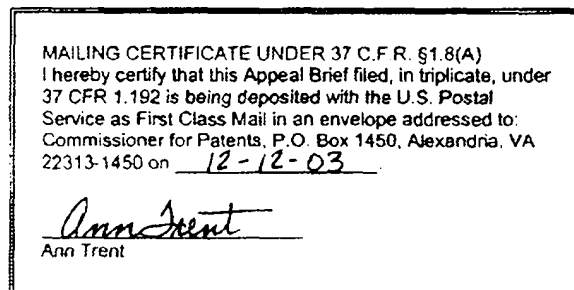 MAILING CERTIFICATE UNDER 37 C.F.R. §1.8(A)
I hereby certify that this Appeal Brief filed, in triplicate, under
37 CFR 1.192 is being deposited with the U.S. Postal
Service as First Class Mail in an envelope addressed to:
Commissioner for Patents, P.O. Box 1450, Alexandria, VA
22313-1450 on 12-12-03.
Ann Trent
Ann Trent